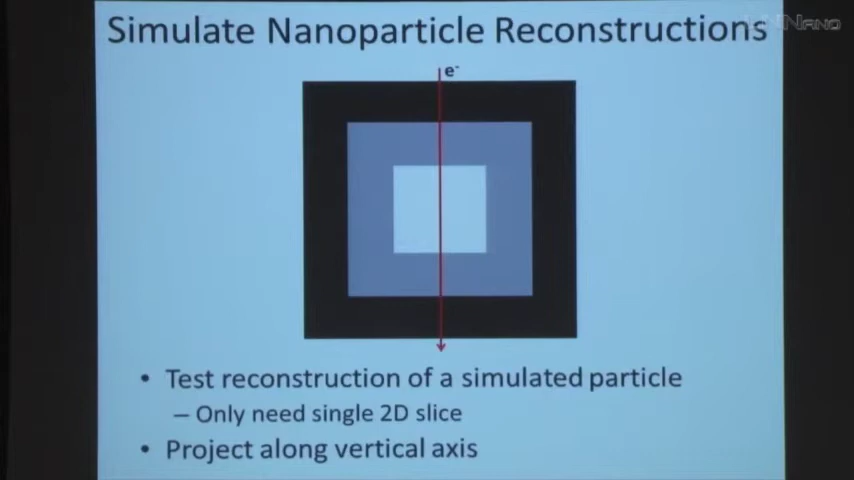 Simulate Nanoparticle Reconstructions
e-
• Test reconstruction of a simulated particle
– Only need single 2D slice
• Project along vertical axis